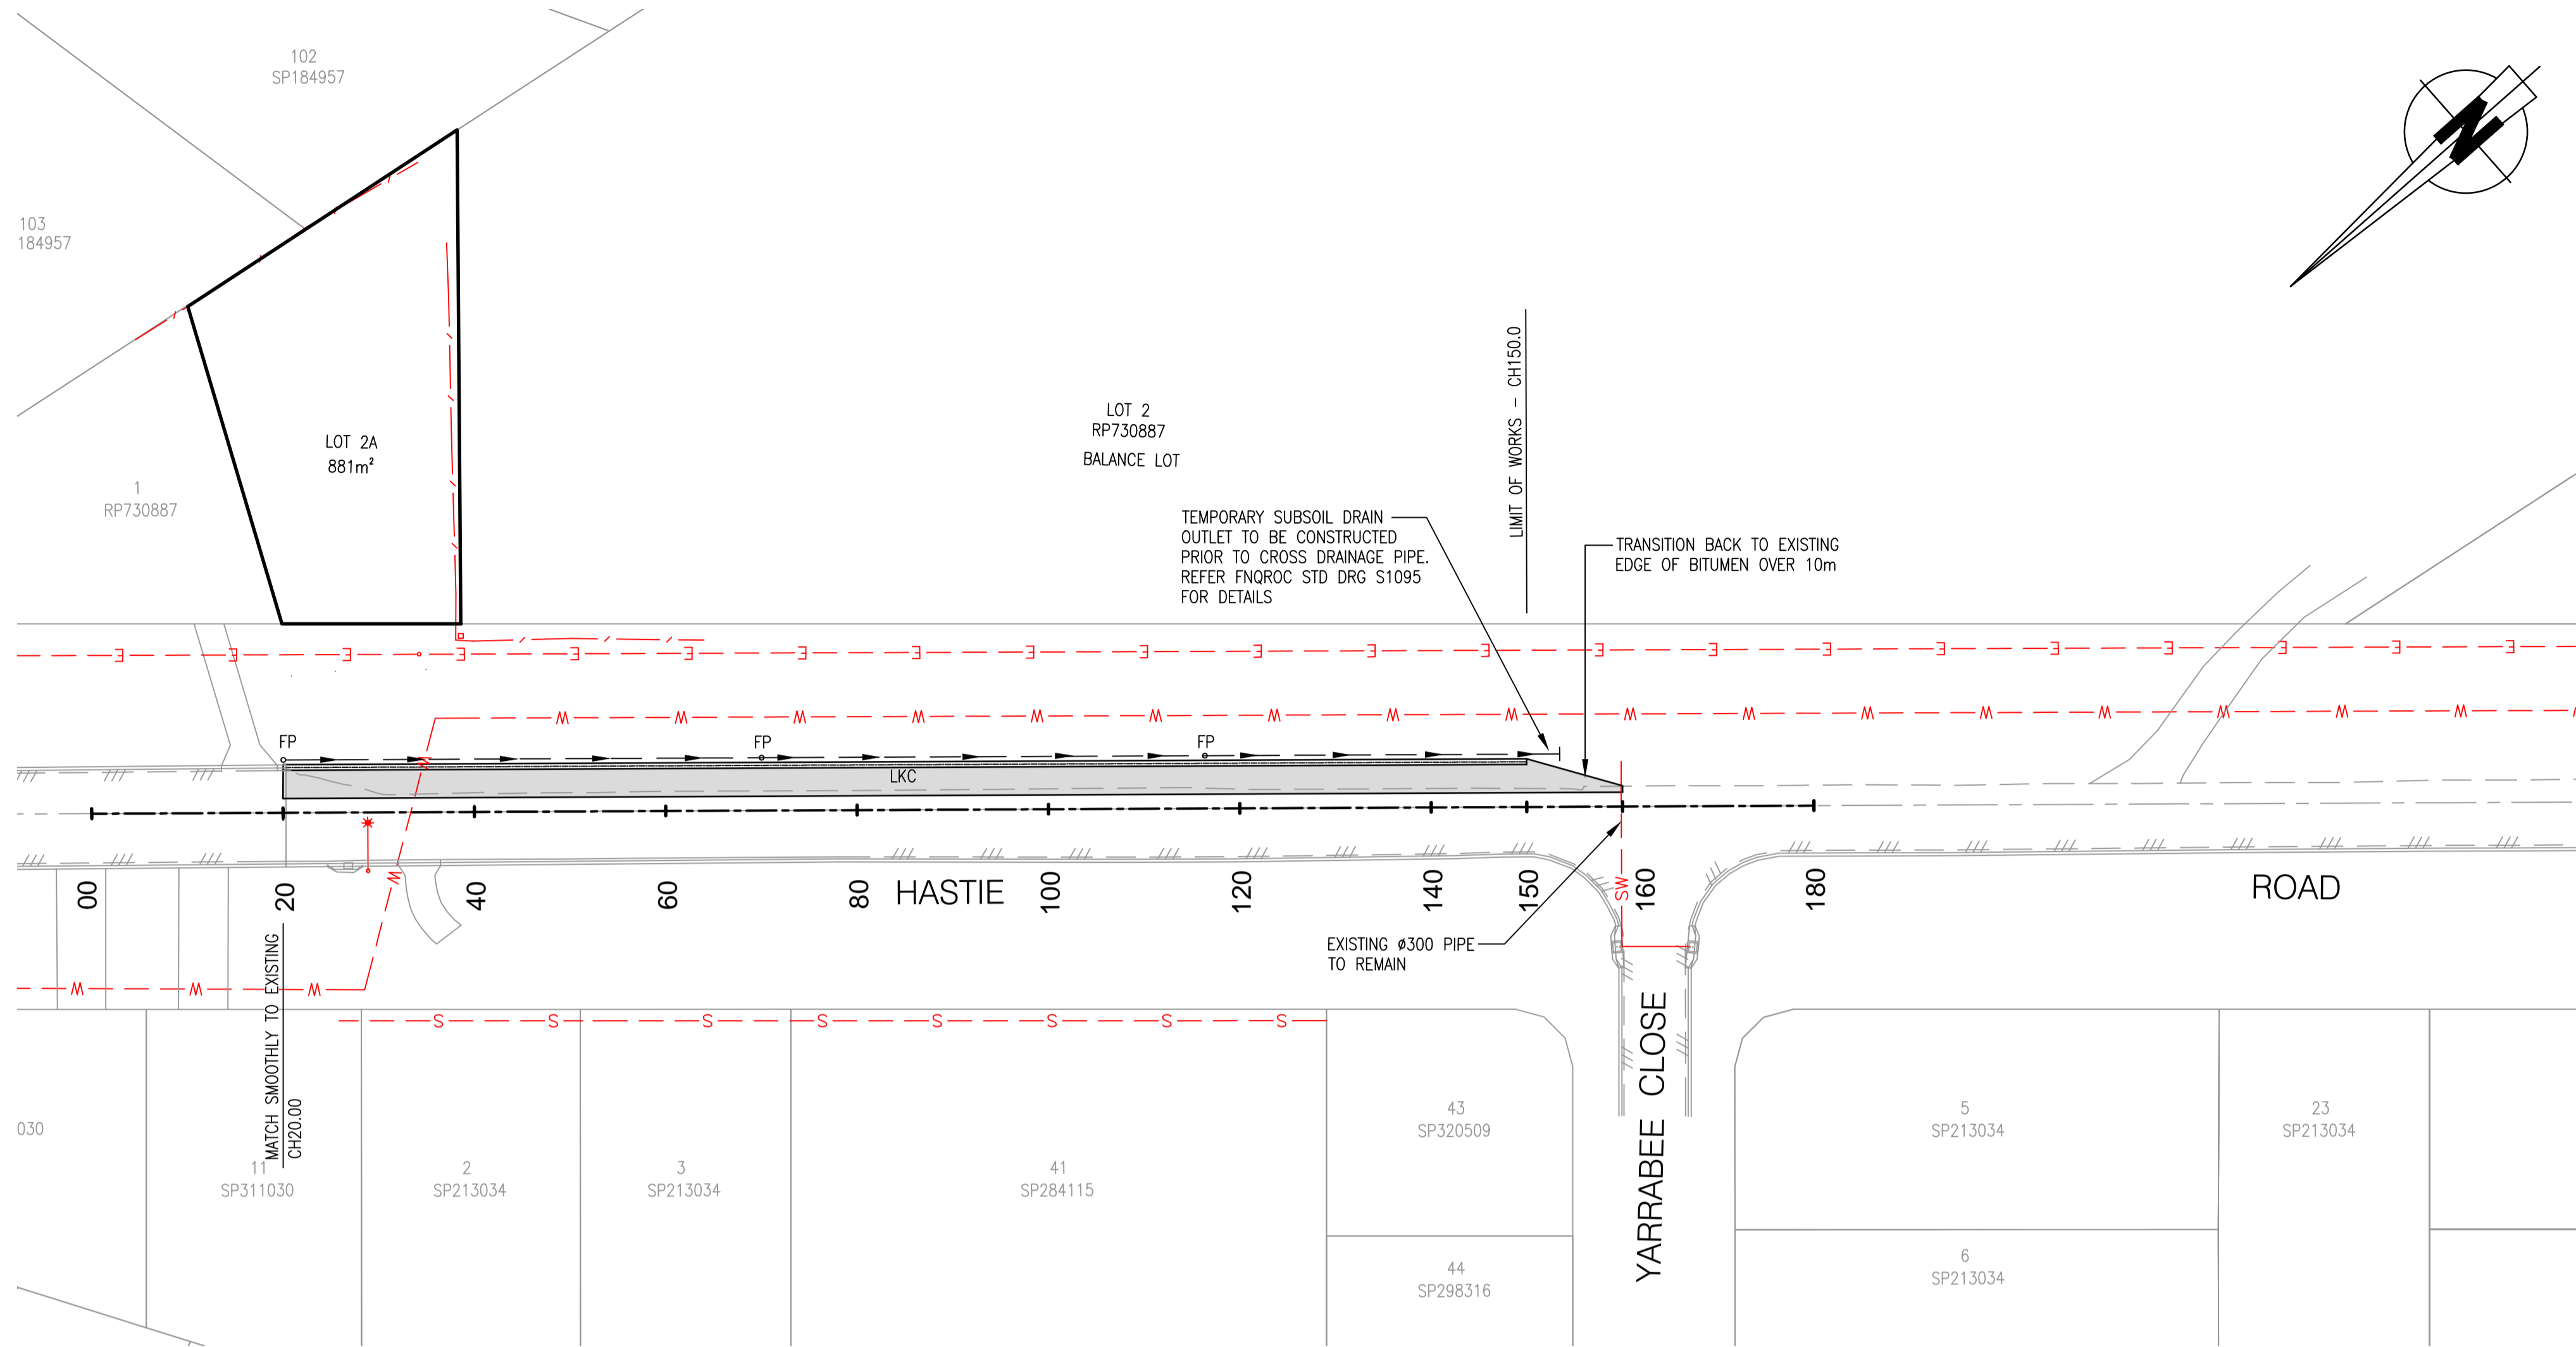 102
SP184957
103
184957
N
LOT 2A
881m²
1
RP730887
LOT 2
RP730887
BALANCE LOT
LIMIT OF WORKS - CH150.0
TEMPORARY SUBSOIL DRAIN
OUTLET TO BE CONSTRUCTED
PRIOR TO CROSS DRAINAGE PIPE.
REFER FNQROC STD DRG S1095
FOR DETAILS
TRANSITION BACK TO EXISTING
EDGE OF BITUMEN OVER 10m
E E E E E E E E E E E E E E E E E E E E E E
W W W W W W W W W W W W W W W W W
FP
FP
FP
W
LKC
W
00
20
40
60
80
HASTIE
100
120
140
150
SW
160
180
ROAD
EXISTING Ø300 PIPE
TO REMAIN
W W W
S S S S S S S S
MATCH SMOOTHLY TO EXISTING
CH20.00
YARRABEE CLOSE
030
11
SP311030
2
SP213034
3
SP213034
41
SP284115
43
SP320509
44
SP298316
5
SP213034
6
SP213034
23
SP213034